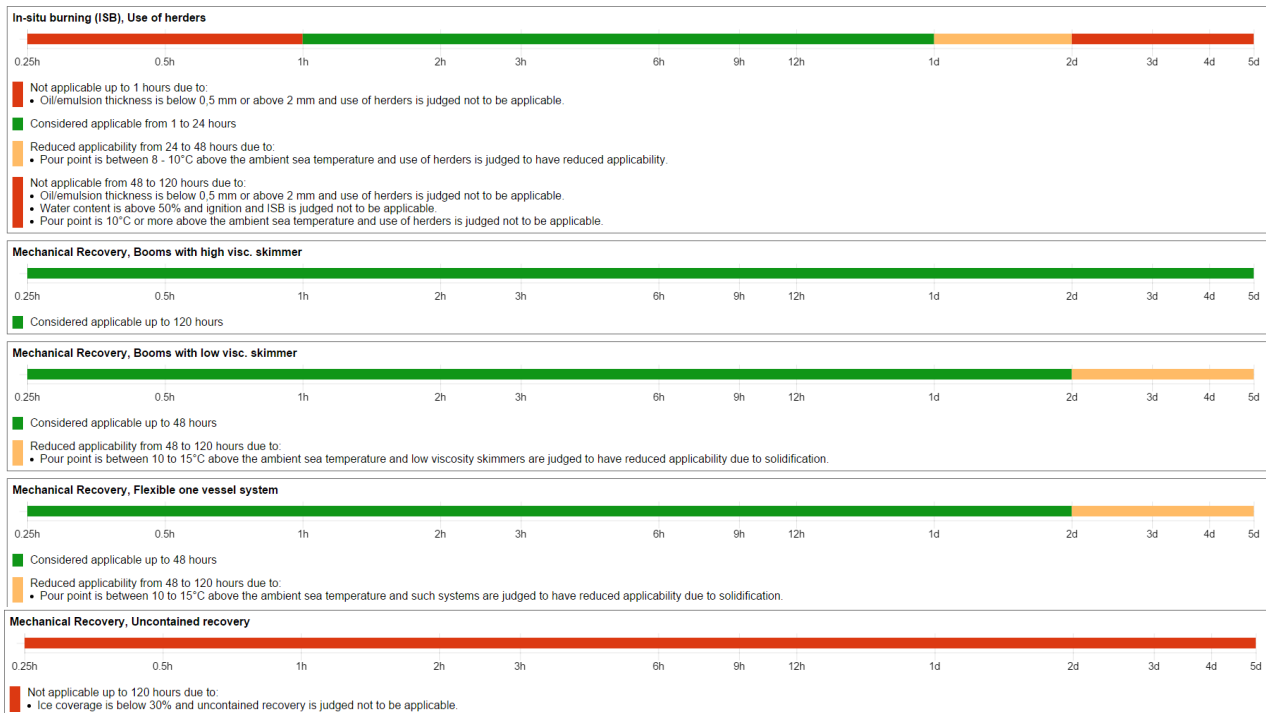 In-situ burning (ISB), Use of herders
0.25h 0.5h 1h 2h 3h 6h 9h 12h 1d 2d 3d 4d 5d
Not applicable up to 1 hours due to:
• Oil/emulsion thickness is below 0,5 mm or above 2 mm and use of herders is judged not to be applicable.
Considered applicable from 1 to 24 hours
Reduced applicability from 24 to 48 hours due to:
• Pour point is between 8 - 10°C above the ambient sea temperature and use of herders is judged to have reduced applicability.
Not applicable from 48 to 120 hours due to:
• Oil/emulsion thickness is below 0,5 mm or above 2 mm and use of herders is judged not to be applicable.
• Water content is above 50% and ignition and ISB is judged not to be applicable.
• Pour point is 10°C or more above the ambient sea temperature and use of herders is judged not to be applicable.
Mechanical Recovery, Booms with high visc. skimmer
0.25h 0.5h 1h 2h 3h 6h 9h 12h 1d 2d 3d 4d 5d
Considered applicable up to 120 hours
Mechanical Recovery, Booms with low visc. skimmer
0.25h 0.5h 1h 2h 3h 6h 9h 12h 1d 2d 3d 4d 5d
Considered applicable up to 48 hours
Reduced applicability from 48 to 120 hours due to:
• Pour point is between 10 to 15°C above the ambient sea temperature and low viscosity skimmers are judged to have reduced applicability due to solidification.
Mechanical Recovery, Flexible one vessel system
0.25h 0.5h 1h 2h 3h 6h 9h 12h 1d 2d 3d 4d 5d
Considered applicable up to 48 hours
Reduced applicability from 48 to 120 hours due to:
• Pour point is between 10 to 15°C above the ambient sea temperature and such systems are judged to have reduced applicability due to solidification.
Mechanical Recovery, Uncontained recovery
0.25h 0.5h 1h 2h 3h 6h 9h 12h 1d 2d 3d 4d 5d
Not applicable up to 120 hours due to:
• Ice coverage is below 30% and uncontained recovery is judged not to be applicable.